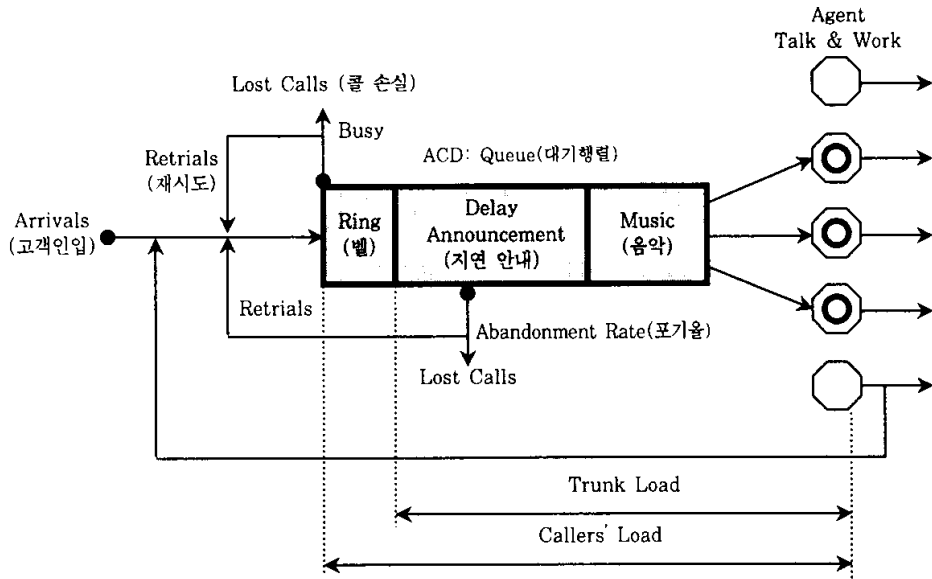 Agent
Talk & Work
Lost Calls (콜 손실)
Busy
Retrials
(재시도)
ACD: Queue(대기행렬)
Arrivals
(고객인입)
Ring
(벨)
Delay
Announcement
(지연 안내)
Music
(음악)
Retrials
Abandonment Rate(포기율)
Lost Calls
Trunk Load
Callers' Load